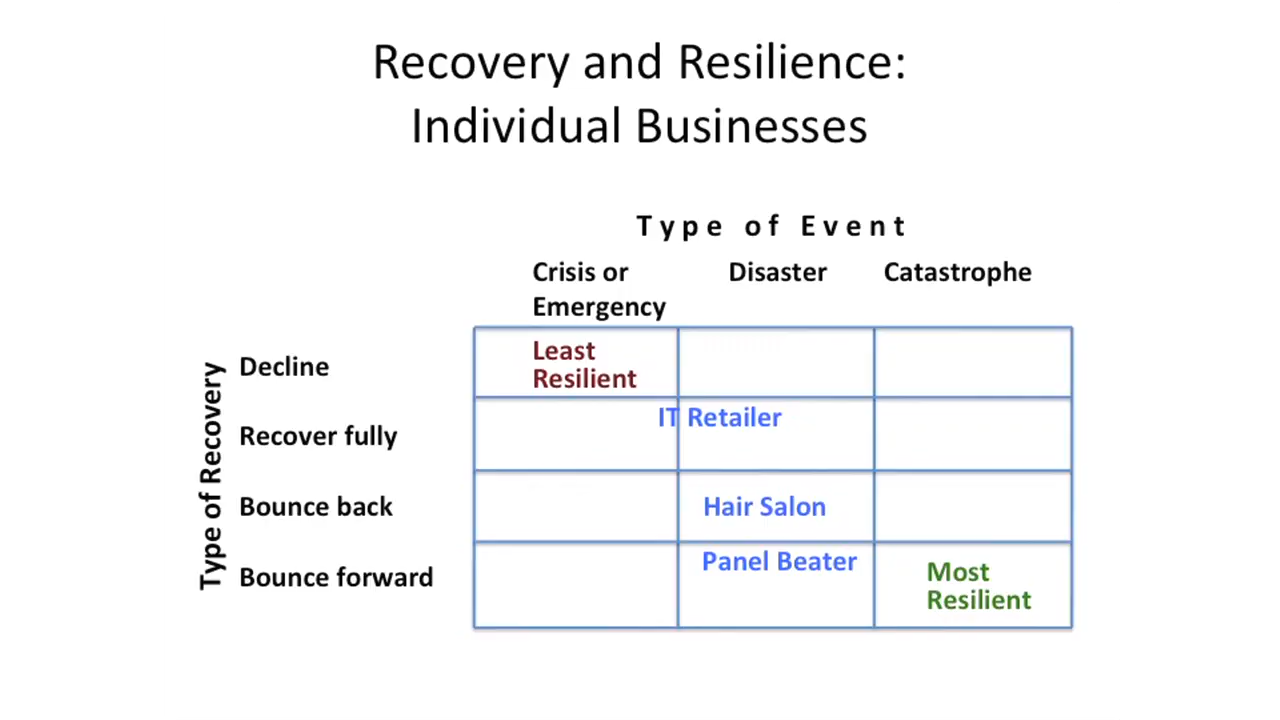 Recovery and Resilience:
Individual Businesses
Type of Event
Crisis or
Emergency
Disaster
Catastrophe
Type of Recovery
Decline
Least
Resilient
Recover fully
IT Retailer
Bounce back
Hair Salon
Bounce forward
Panel Beater
Most
Resilient